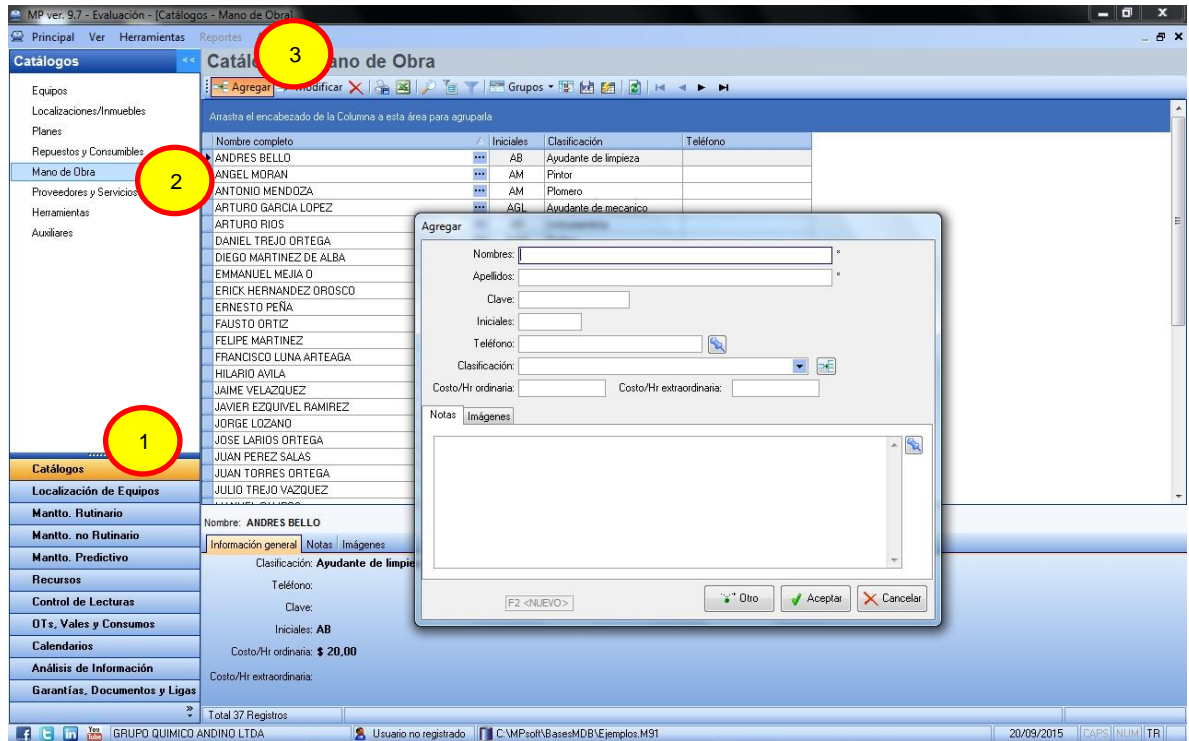 MP ver. 9.7 - Evaluación - [Catálogos - Mano de Obra]
Principal Ver Herramientas Reportes
Catálogos <<
Equipos
Localizaciones/Inmuebles
Planes
Repuestos y Consumibles
Mano de Obra
Proveedores y Servicios
Herramientas
Auxiliares
1
2
3
Catálogos
Localización de Equipos
Mantto. Rutinario
Mantto. no Rutinario
Mantto. Predictivo
Recursos
Control de Lecturas
OTs, Vales y Consumos
Calendarios
Análisis de Información
Garantías, Documentos y Ligas
Mano de Obra
Agregar Modificar Grupos
Arrastra el encabezado de la Columna a esta área para agruparla
Nombre completo Iniciales Clasificación Teléfono
ANDRES BELLO ... AB Ayudante de limpieza
ANGEL MORAN ... AM Pintor
ANTONIO MENDOZA ... AM Plomero
ARTURO GARCIA LOPEZ ... AGL Ayudante de mecanico
ARTURO RIOS
DANIEL TREJO ORTEGA
DIEGO MARTINEZ DE ALBA
EMMANUEL MEJIA O
ERICK HERNANDEZ OROSCO
ERNESTO PEÑA
FAUSTO ORTIZ
FELIPE MARTINEZ
FRANCISCO LUNA ARTEAGA
HILARIO AVILA
JAIME VELAZQUEZ
JAVIER EZQUIVEL RAMIREZ
JORGE LOZANO
JOSE LARIOS ORTEGA
JUAN PEREZ SALAS
JUAN TORRES ORTEGA
JULIO TREJO VAZQUEZ
Agregar
Nombres: *
Apellidos: *
Clave:
Iniciales:
Teléfono:
Clasificación:
Costo/Hr ordinaria: Costo/Hr extraordinaria:
Notas Imágenes
F2 <NUEVO> Otro Aceptar Cancelar
Nombre: ANDRES BELLO
Información general Notas Imágenes
Clasificación: Ayudante de limpie
Teléfono:
Clave:
Iniciales: AB
Costo/Hr ordinaria: $ 20,00
Costo/Hr extraordinaria:
Total 37 Registros
GRUPO QUIMICO ANDINO LTDA Usuario no registrado C:\MPsoft\BasesMDB\Ejemplos.M91 20/09/2015 CAPS NUM TR